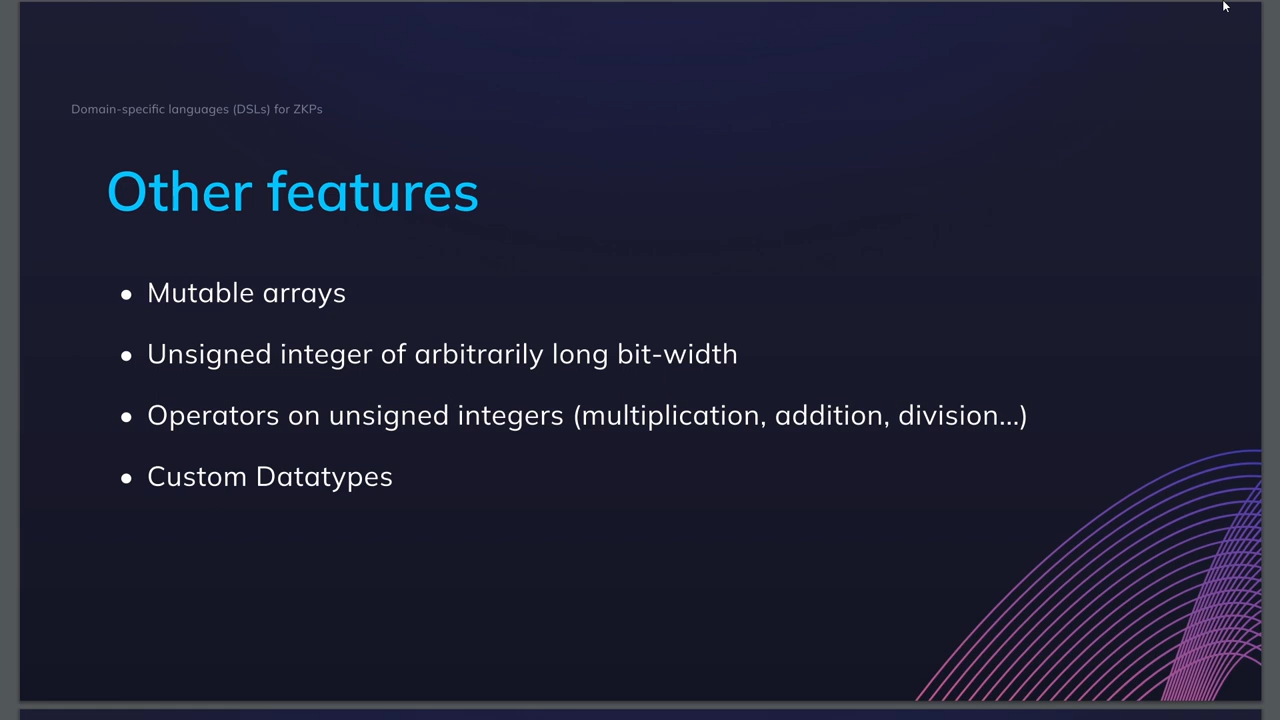 Domain-specific languages (DSLs) for ZKPs
Other features
• Mutable arrays
• Unsigned integer of arbitrarily long bit-width
• Operators on unsigned integers (multiplication, addition, division...)
• Custom Datatypes